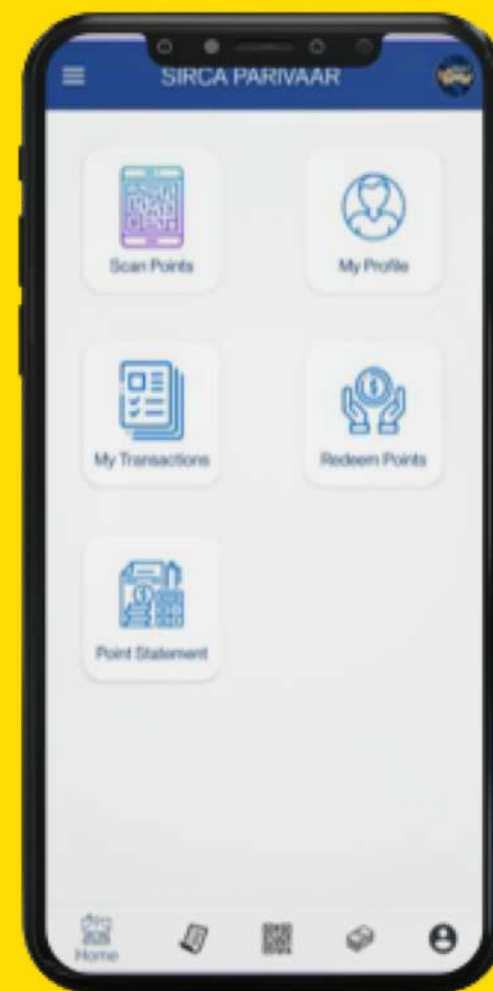 SIRCA PARIVAAR
Scan Points
My Profile
My Transactions
Redeem Points
Point Statement
Home